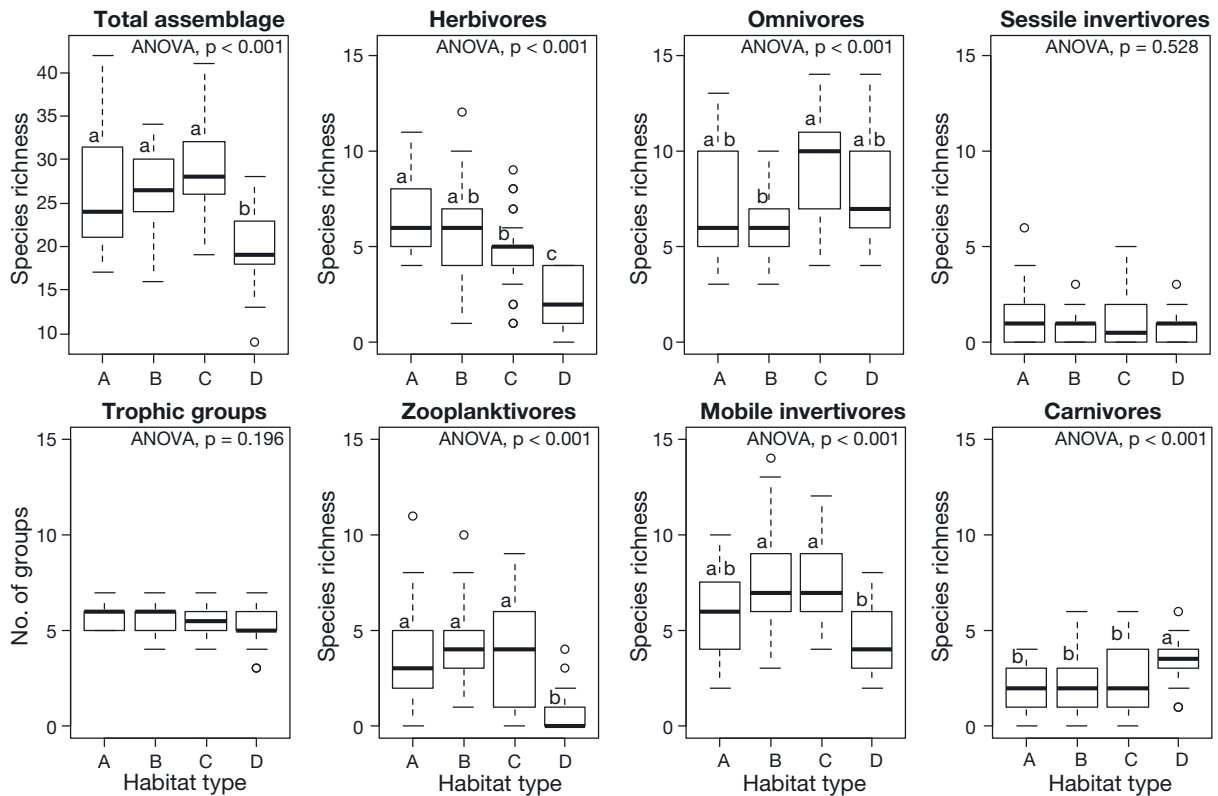 Total assemblage
ANOVA, p < 0.001
Species richness
40
35
30
25
20
15
10
a
a
a
b
A B C D
Herbivores
ANOVA, p < 0.001
Species richness
15
10
5
0
a
a b
b
c
A B C D
Omnivores
ANOVA, p < 0.001
Species richness
15
10
5
0
a b
b
a
a b
A B C D
Sessile invertivores
ANOVA, p = 0.528
Species richness
15
10
5
0
A B C D
Trophic groups
ANOVA, p = 0.196
No. of groups
15
10
5
0
A B C D
Habitat type
Zooplanktivores
ANOVA, p < 0.001
Species richness
15
10
5
0
a
a
a
b
A B C D
Habitat type
Mobile invertivores
ANOVA, p < 0.001
Species richness
15
10
5
0
a b
a
a
b
A B C D
Habitat type
Carnivores
ANOVA, p < 0.001
Species richness
15
10
5
0
b
b
b
a
A B C D
Habitat type